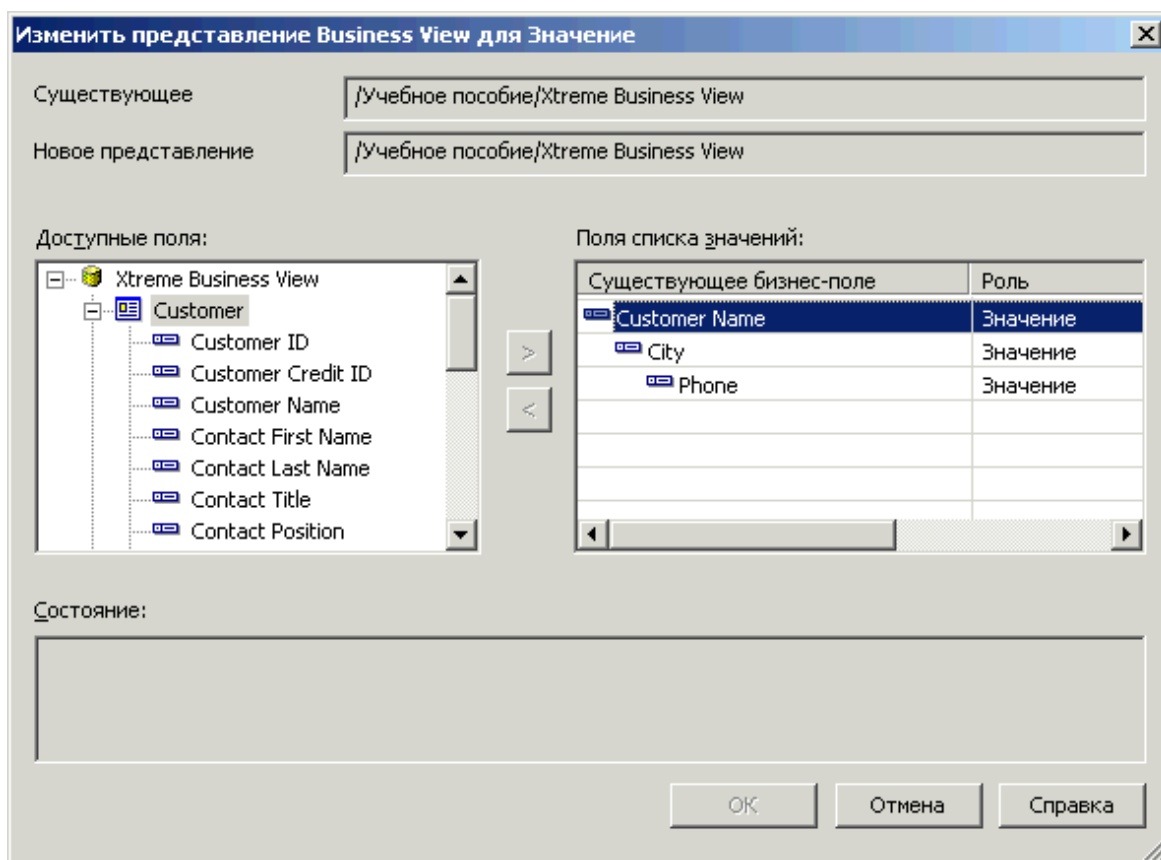 Изменить представление Business View для Значение
Существующее /Учебное пособие/Xtreme Business View
Новое представление /Учебное пособие/Xtreme Business View
Доступные поля:
Xtreme Business View
Customer
Customer ID
Customer Credit ID
Customer Name
Contact First Name
Contact Last Name
Contact Title
Contact Position
>
<
Поля списка значений:
Существующее бизнес-поле Роль
Customer Name Значение
City Значение
Phone Значение
Состояние:
OK Отмена Справка